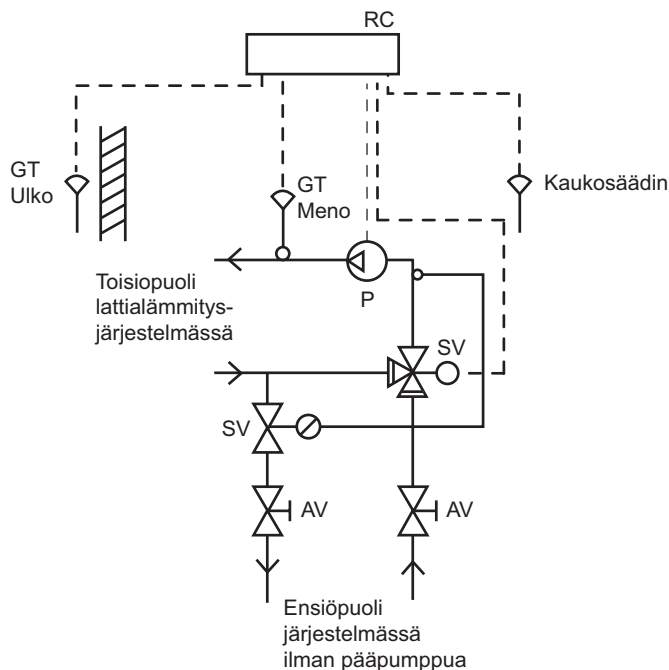 RC
GT
Ulko
GT
Meno
Kaukosäädin
P
Toisiopuoli
lattialämmitys-
järjestelmässä
SV
SV
AV
AV
Ensiöpuoli
järjestelmässä
ilman pääpumppua